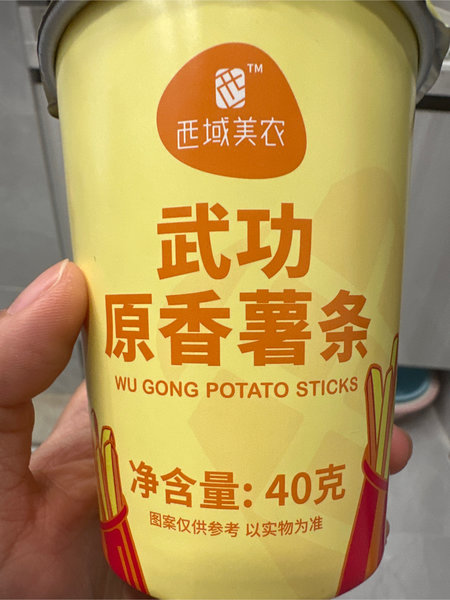 TM
西域美农
武功
原香薯条
WU GONG POTATO STICKS
净含量: 40克
图案仅供参考 以实物为准